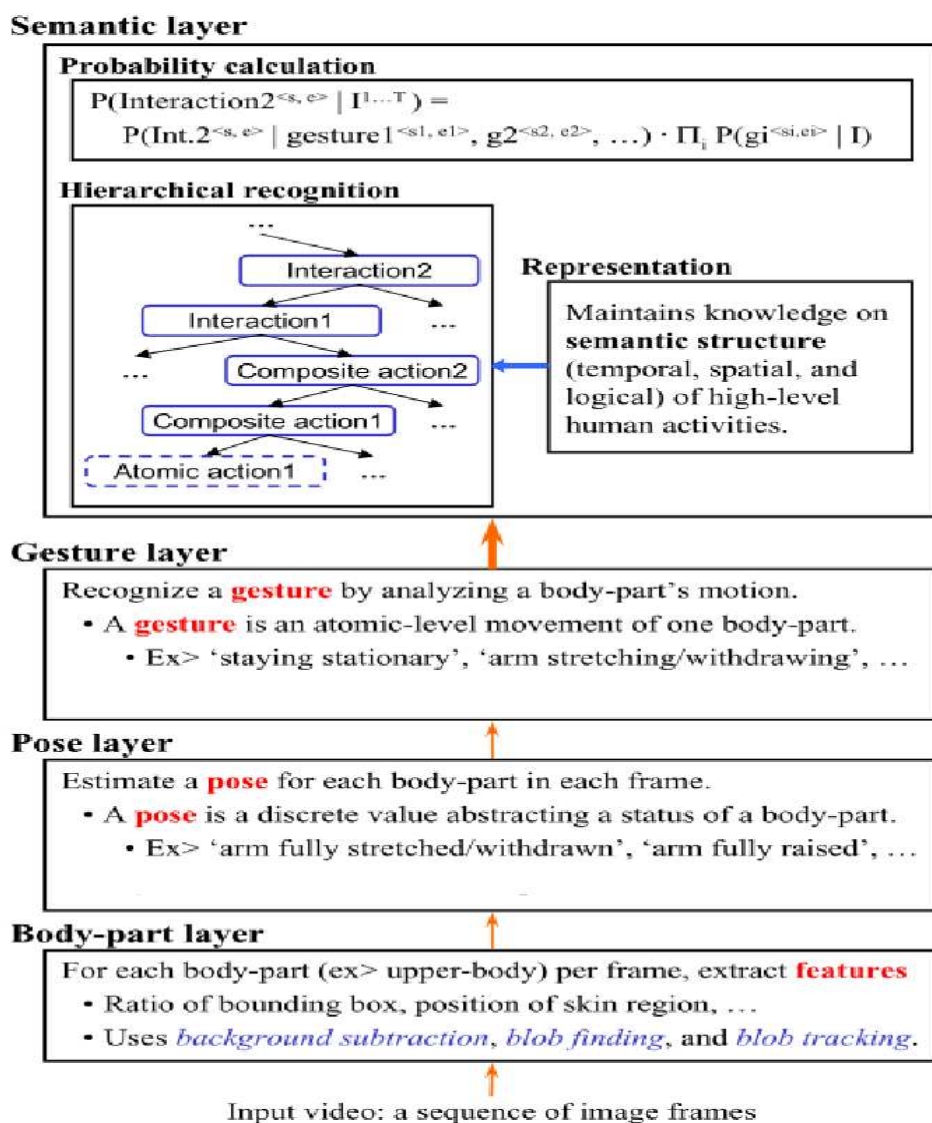 Semantic layer
Probability calculation
P(Interaction2<s, e> | I1...T) =
P(Int.2<s, e> | gesture1<s1, e1>, g2<s2, e2>, …) · Πi P(gi<si,ei> | I)
Hierarchical recognition
...
Interaction2
Interaction1
...
...
Composite action2
Composite action1
...
Atomic action1
...
Representation
Maintains knowledge on
semantic structure
(temporal, spatial, and
logical) of high-level
human activities.
Gesture layer
Recognize a gesture by analyzing a body-part's motion.
• A gesture is an atomic-level movement of one body-part.
• Ex> ‘staying stationary’, ‘arm stretching/withdrawing’, …
Pose layer
Estimate a pose for each body-part in each frame.
• A pose is a discrete value abstracting a status of a body-part.
• Ex> ‘arm fully stretched/withdrawn’, ‘arm fully raised’, …
Body-part layer
For each body-part (ex> upper-body) per frame, extract features
• Ratio of bounding box, position of skin region, …
• Uses background subtraction, blob finding, and blob tracking.
Input video: a sequence of image frames